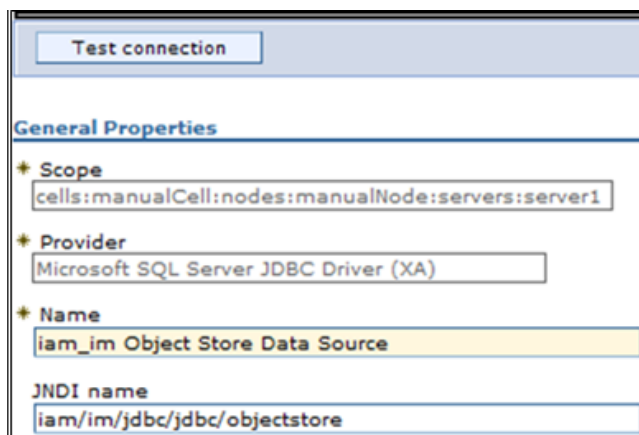 Test connection
General Properties
* Scope
cells:manualCell:nodes:manualNode:servers:server1
* Provider
Microsoft SQL Server JDBC Driver (XA)
* Name
iam_im Object Store Data Source
JNDI name
iam/im/jdbc/jdbc/objectstore